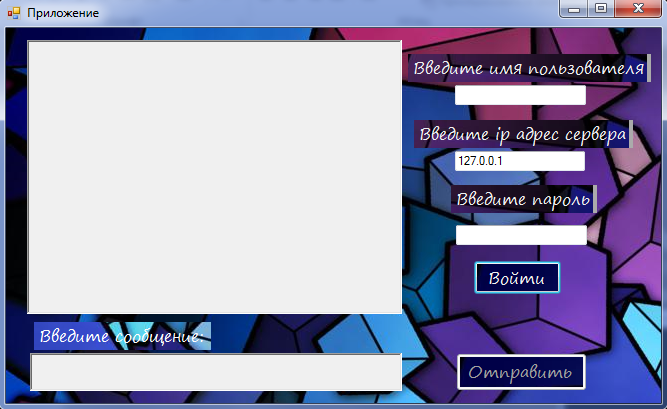 Приложение
Введите имя пользователя
Введите ip адрес сервера
127.0.0.1
Введите пароль
Войти
Введите сообщение:
Отправить